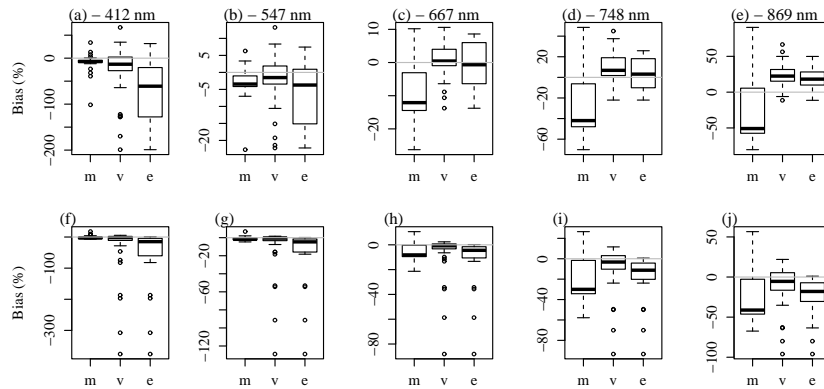 (a) − 412 nm
(b) − 547 nm
(c) − 667 nm
(d) − 748 nm
(e) − 869 nm
Bias (%)
0
−100
−200
m v e
5
−5
−20
m v e
10
0
−20
m v e
20
−20
−60
m v e
50
0
−50
m v e
(f)
(g)
(h)
(i)
(j)
Bias (%)
−100
−300
m v e
−20
−60
−120
m v e
0
−40
−80
m v e
0
−40
−80
m v e
50
0
−50
−100
m v e